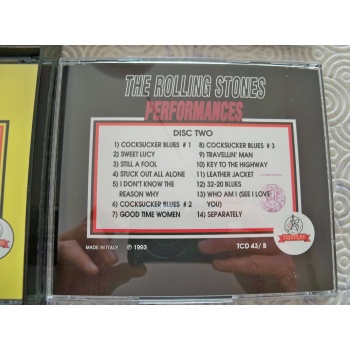 THE ROLLING STONES
PERFORMANCES
DISC TWO
1) COCKSUCKER BLUES # 1
2) SWEET LUCY
3) STILL A FOOL
4) STUCK OUT ALL ALONE
5) I DON'T KNOW THE
REASON WHY
6) COCKSUCKER BLUES # 2
7) GOOD TIME WOMEN
8) COCKSUCKER BLUES # 3
9) TRAVELLIN' MAN
10) KEY TO THE HIGHWAY
11) LEATHER JACKET
12) 32-20 BLUES
13) WHO AM I (SEE I LOVE
YOU)
14) SEPARATELY
MADE IN ITALY ℗ 1993
TCD 43/ B